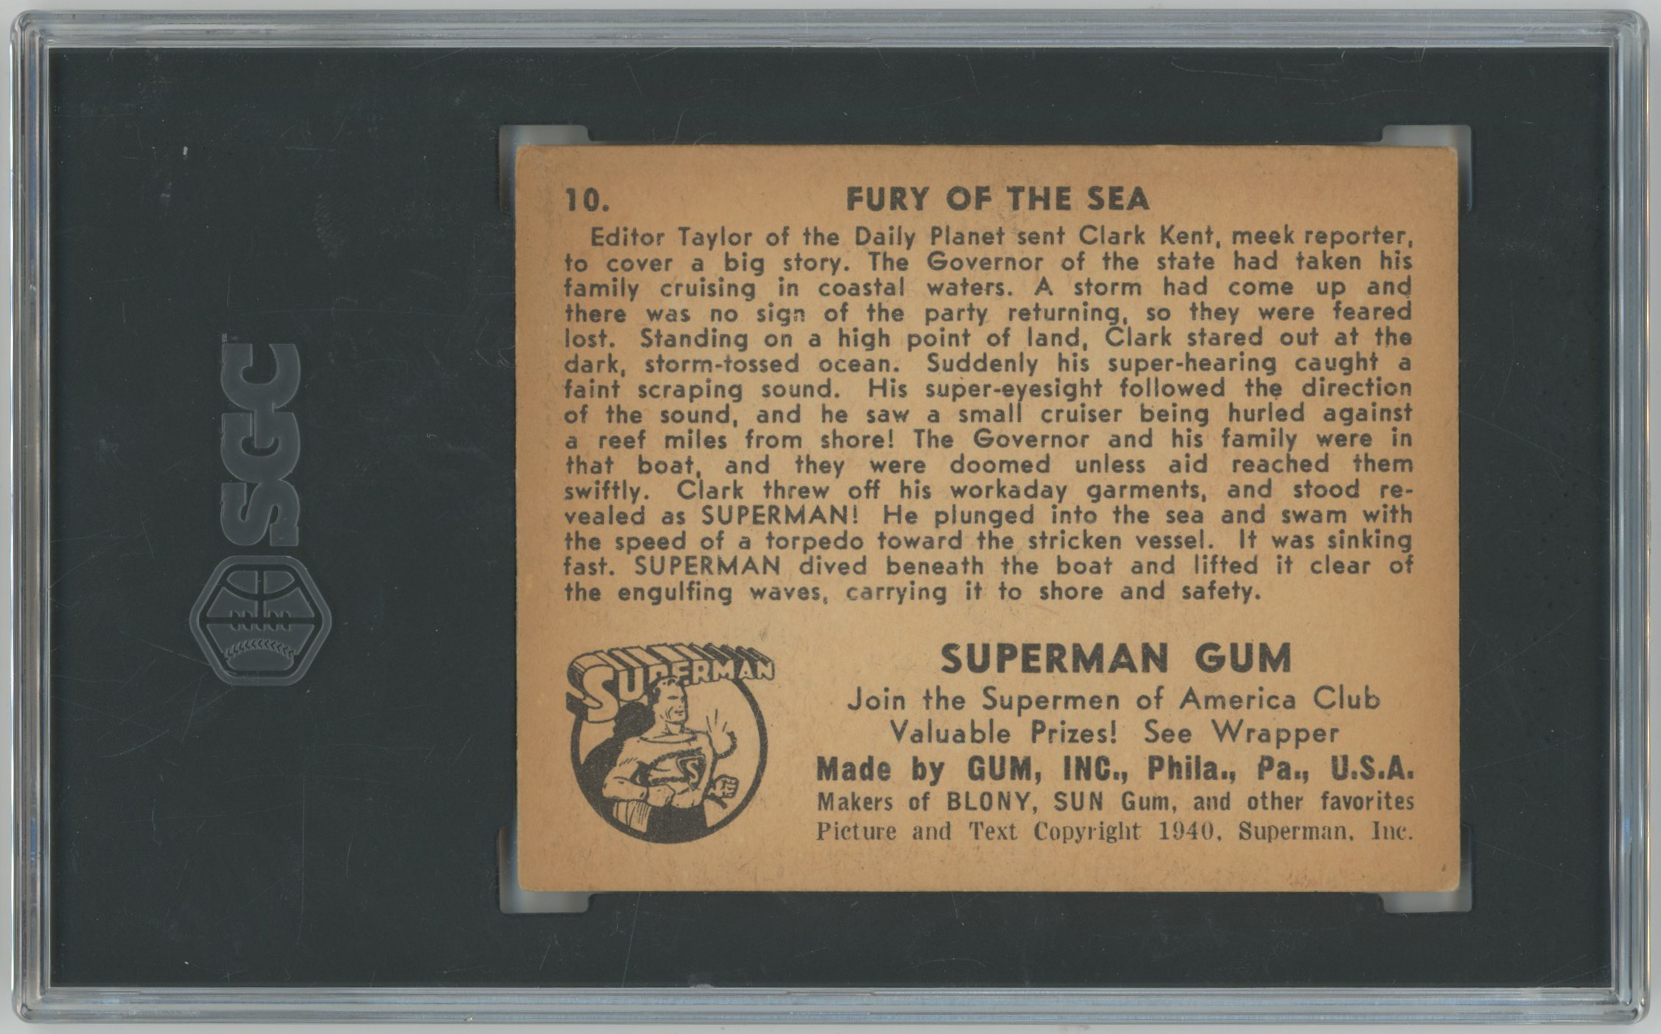 SGC
10. FURY OF THE SEA
Editor Taylor of the Daily Planet sent Clark Kent, meek reporter,
to cover a big story. The Governor of the state had taken his
family cruising in coastal waters. A storm had come up and
there was no sign of the party returning, so they were feared
lost. Standing on a high point of land, Clark stared out at the
dark, storm-tossed ocean. Suddenly his super-hearing caught a
faint scraping sound. His super-eyesight followed the direction
of the sound, and he saw a small cruiser being hurled against
a reef miles from shore! The Governor and his family were in
that boat, and they were doomed unless aid reached them
swiftly. Clark threw off his workaday garments, and stood re-
vealed as SUPERMAN! He plunged into the sea and swam with
the speed of a torpedo toward the stricken vessel. It was sinking
fast. SUPERMAN dived beneath the boat and lifted it clear of
the engulfing waves, carrying it to shore and safety.
SUPERMAN
S
SUPERMAN GUM
Join the Supermen of America Club
Valuable Prizes! See Wrapper
Made by GUM, INC., Phila., Pa., U.S.A.
Makers of BLONY, SUN Gum, and other favorites
Picture and Text Copyright 1940, Superman, Inc.